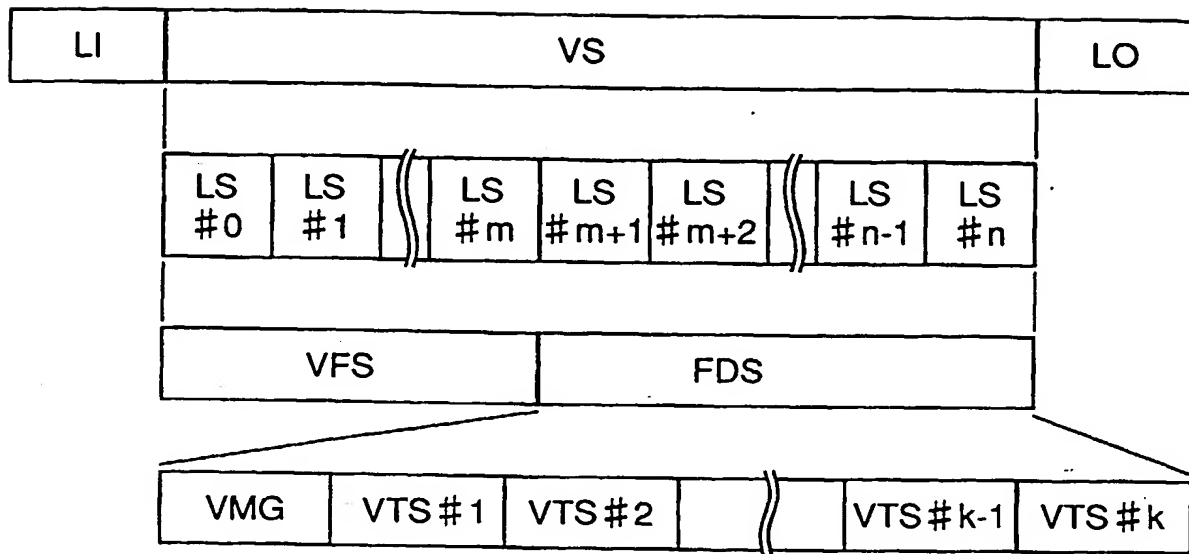 LI VS LO
LS LS LS LS LS LS LS
#0 #1 #m #m+1 #m+2 #n-1 #n
VFS FDS
VMG VTS#1 VTS#2 VTS#k-1 VTS#k